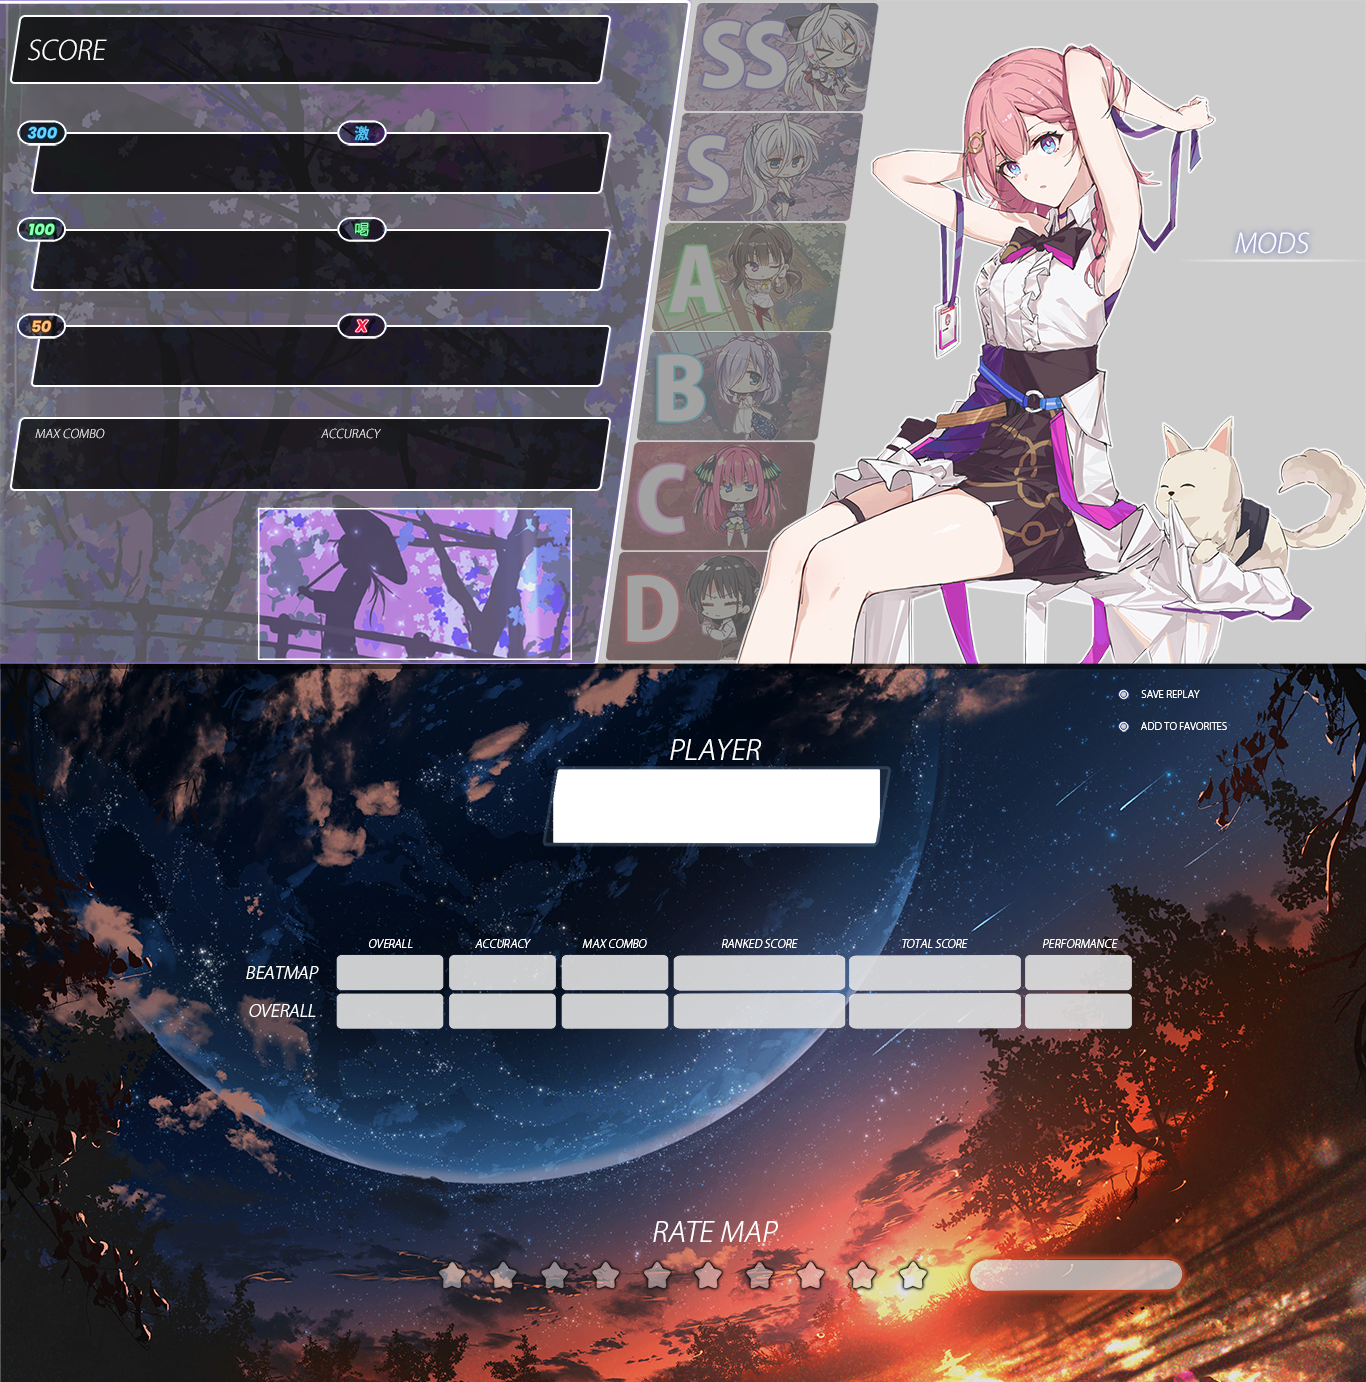 SCORE
300 激
100 喝
50 X
MAX COMBO ACCURACY
SS
S
A
B
C
D
MODS
SAVE REPLAY
ADD TO FAVORITES
PLAYER
OVERALL ACCURACY MAX COMBO RANKED SCORE TOTAL SCORE PERFORMANCE
BEATMAP
OVERALL
RATE MAP